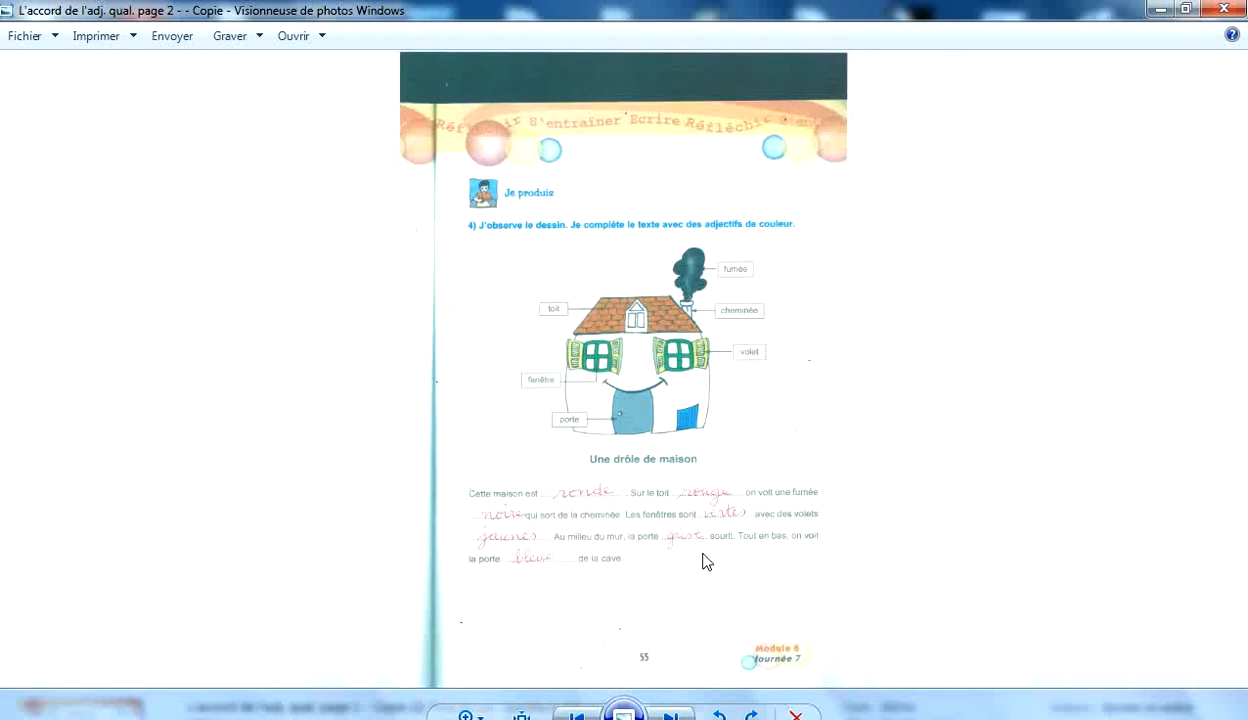 L'accord de l'adj. qual. page 2 - - Copie - Visionneuse de photos Windows
Fichier Imprimer Envoyer Graver Ouvrir
Réfléchir S'entraîner Ecrire Réfléchir S'ent
Je produis
4) J'observe le dessin. Je complète le texte avec des adjectifs de couleur.
fumée
toit
cheminée
volet
fenêtre
porte
Une drôle de maison
Cette maison est ronde. Sur le toit rouge on voit une fumée
noire qui sort de la cheminée. Les fenêtres sont vertes avec des volets
jaunes. Au milieu du mur, la porte grise sourit. Tout en bas, on voit
la porte bleue de la cave
55
Module 6
Journée 7